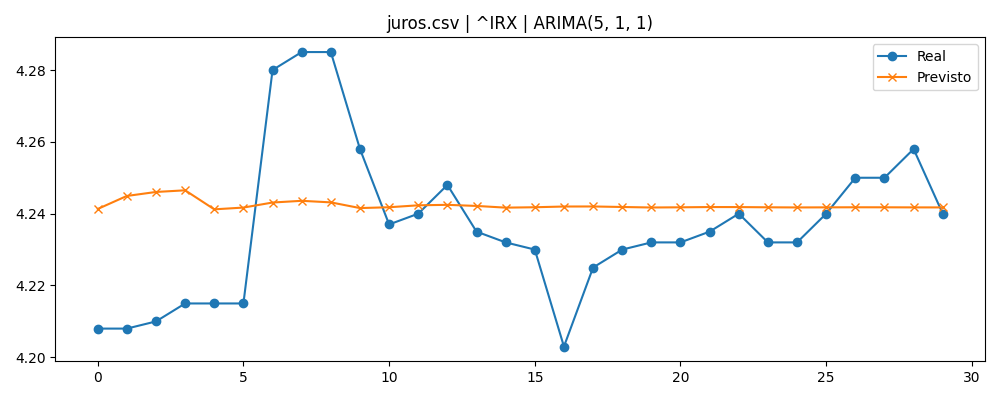 juros.csv | ^IRX | ARIMA(5, 1, 1)
Real
Previsto
4.28
4.26
4.24
4.22
4.20
0 5 10 15 20 25 30